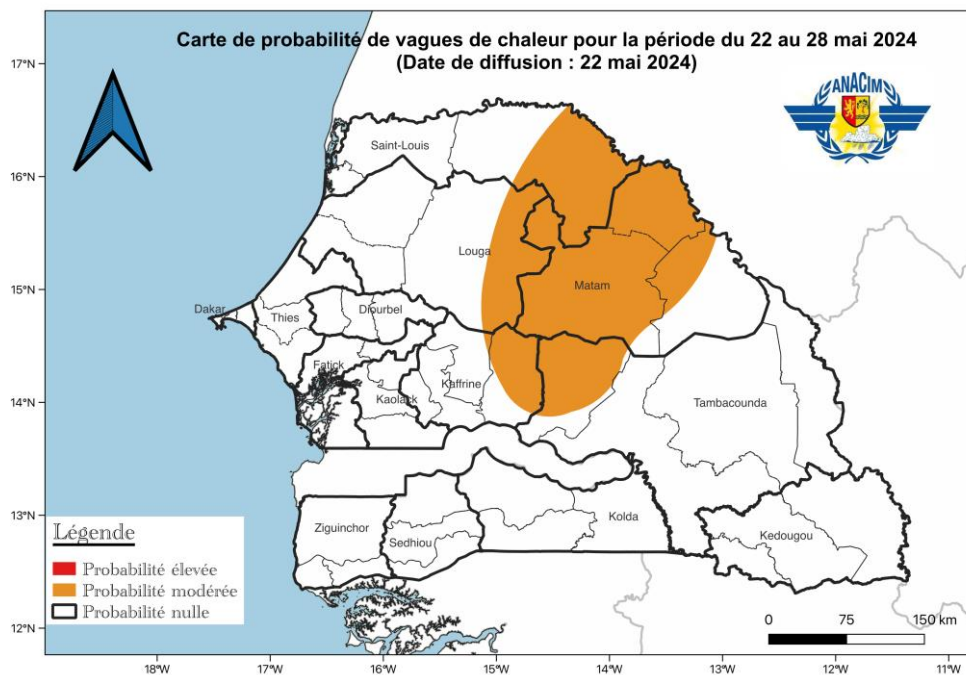 Carte de probabilité de vagues de chaleur pour la période du 22 au 28 mai 2024
(Date de diffusion : 22 mai 2024)
ANACIM
17°N
16°N
15°N
14°N
13°N
12°N
Saint-Louis
Louga
Matam
Dakar
Thies
Diourbel
Fatick
Kaolack
Kaffrine
Tambacounda
Ziguinchor
Sedhiou
Kolda
Kedougou
Légende
Probabilité élevée
Probabilité modérée
Probabilité nulle
0 75 150 km
18°W 17°W 16°W 15°W 14°W 13°W 12°W 11°W